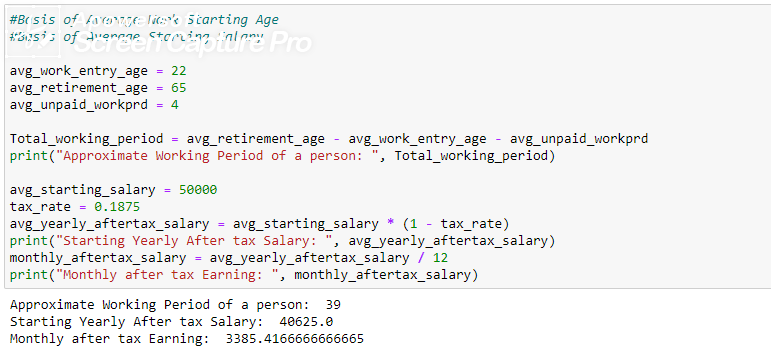 #Basis of Average Work Starting Age
#Basis of Average Starting Salary
Screen Capture Pro
avg_work_entry_age = 22
avg_retirement_age = 65
avg_unpaid_workprd = 4
Total_working_period = avg_retirement_age - avg_work_entry_age - avg_unpaid_workprd
print("Approximate Working Period of a person: ", Total_working_period)
avg_starting_salary = 50000
tax_rate = 0.1875
avg_yearly_aftertax_salary = avg_starting_salary * (1 - tax_rate)
print("Starting Yearly After tax Salary: ", avg_yearly_aftertax_salary)
monthly_aftertax_salary = avg_yearly_aftertax_salary / 12
print("Monthly after tax Earning: ", monthly_aftertax_salary)
Approximate Working Period of a person:  39
Starting Yearly After tax Salary:  40625.0
Monthly after tax Earning:  3385.4166666666665